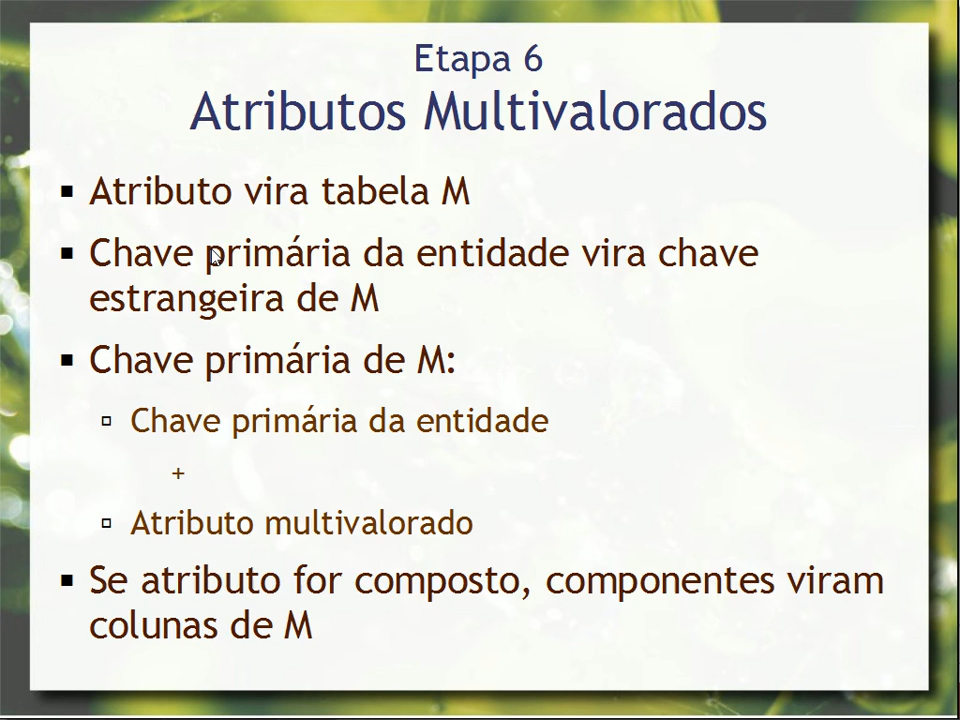 Etapa 6
Atributos Multivalorados
Atributo vira tabela M
Chave primária da entidade vira chave
estrangeira de M
Chave primária de M:
Chave primária da entidade
+
Atributo multivalorado
Se atributo for composto, componentes viram
colunas de M